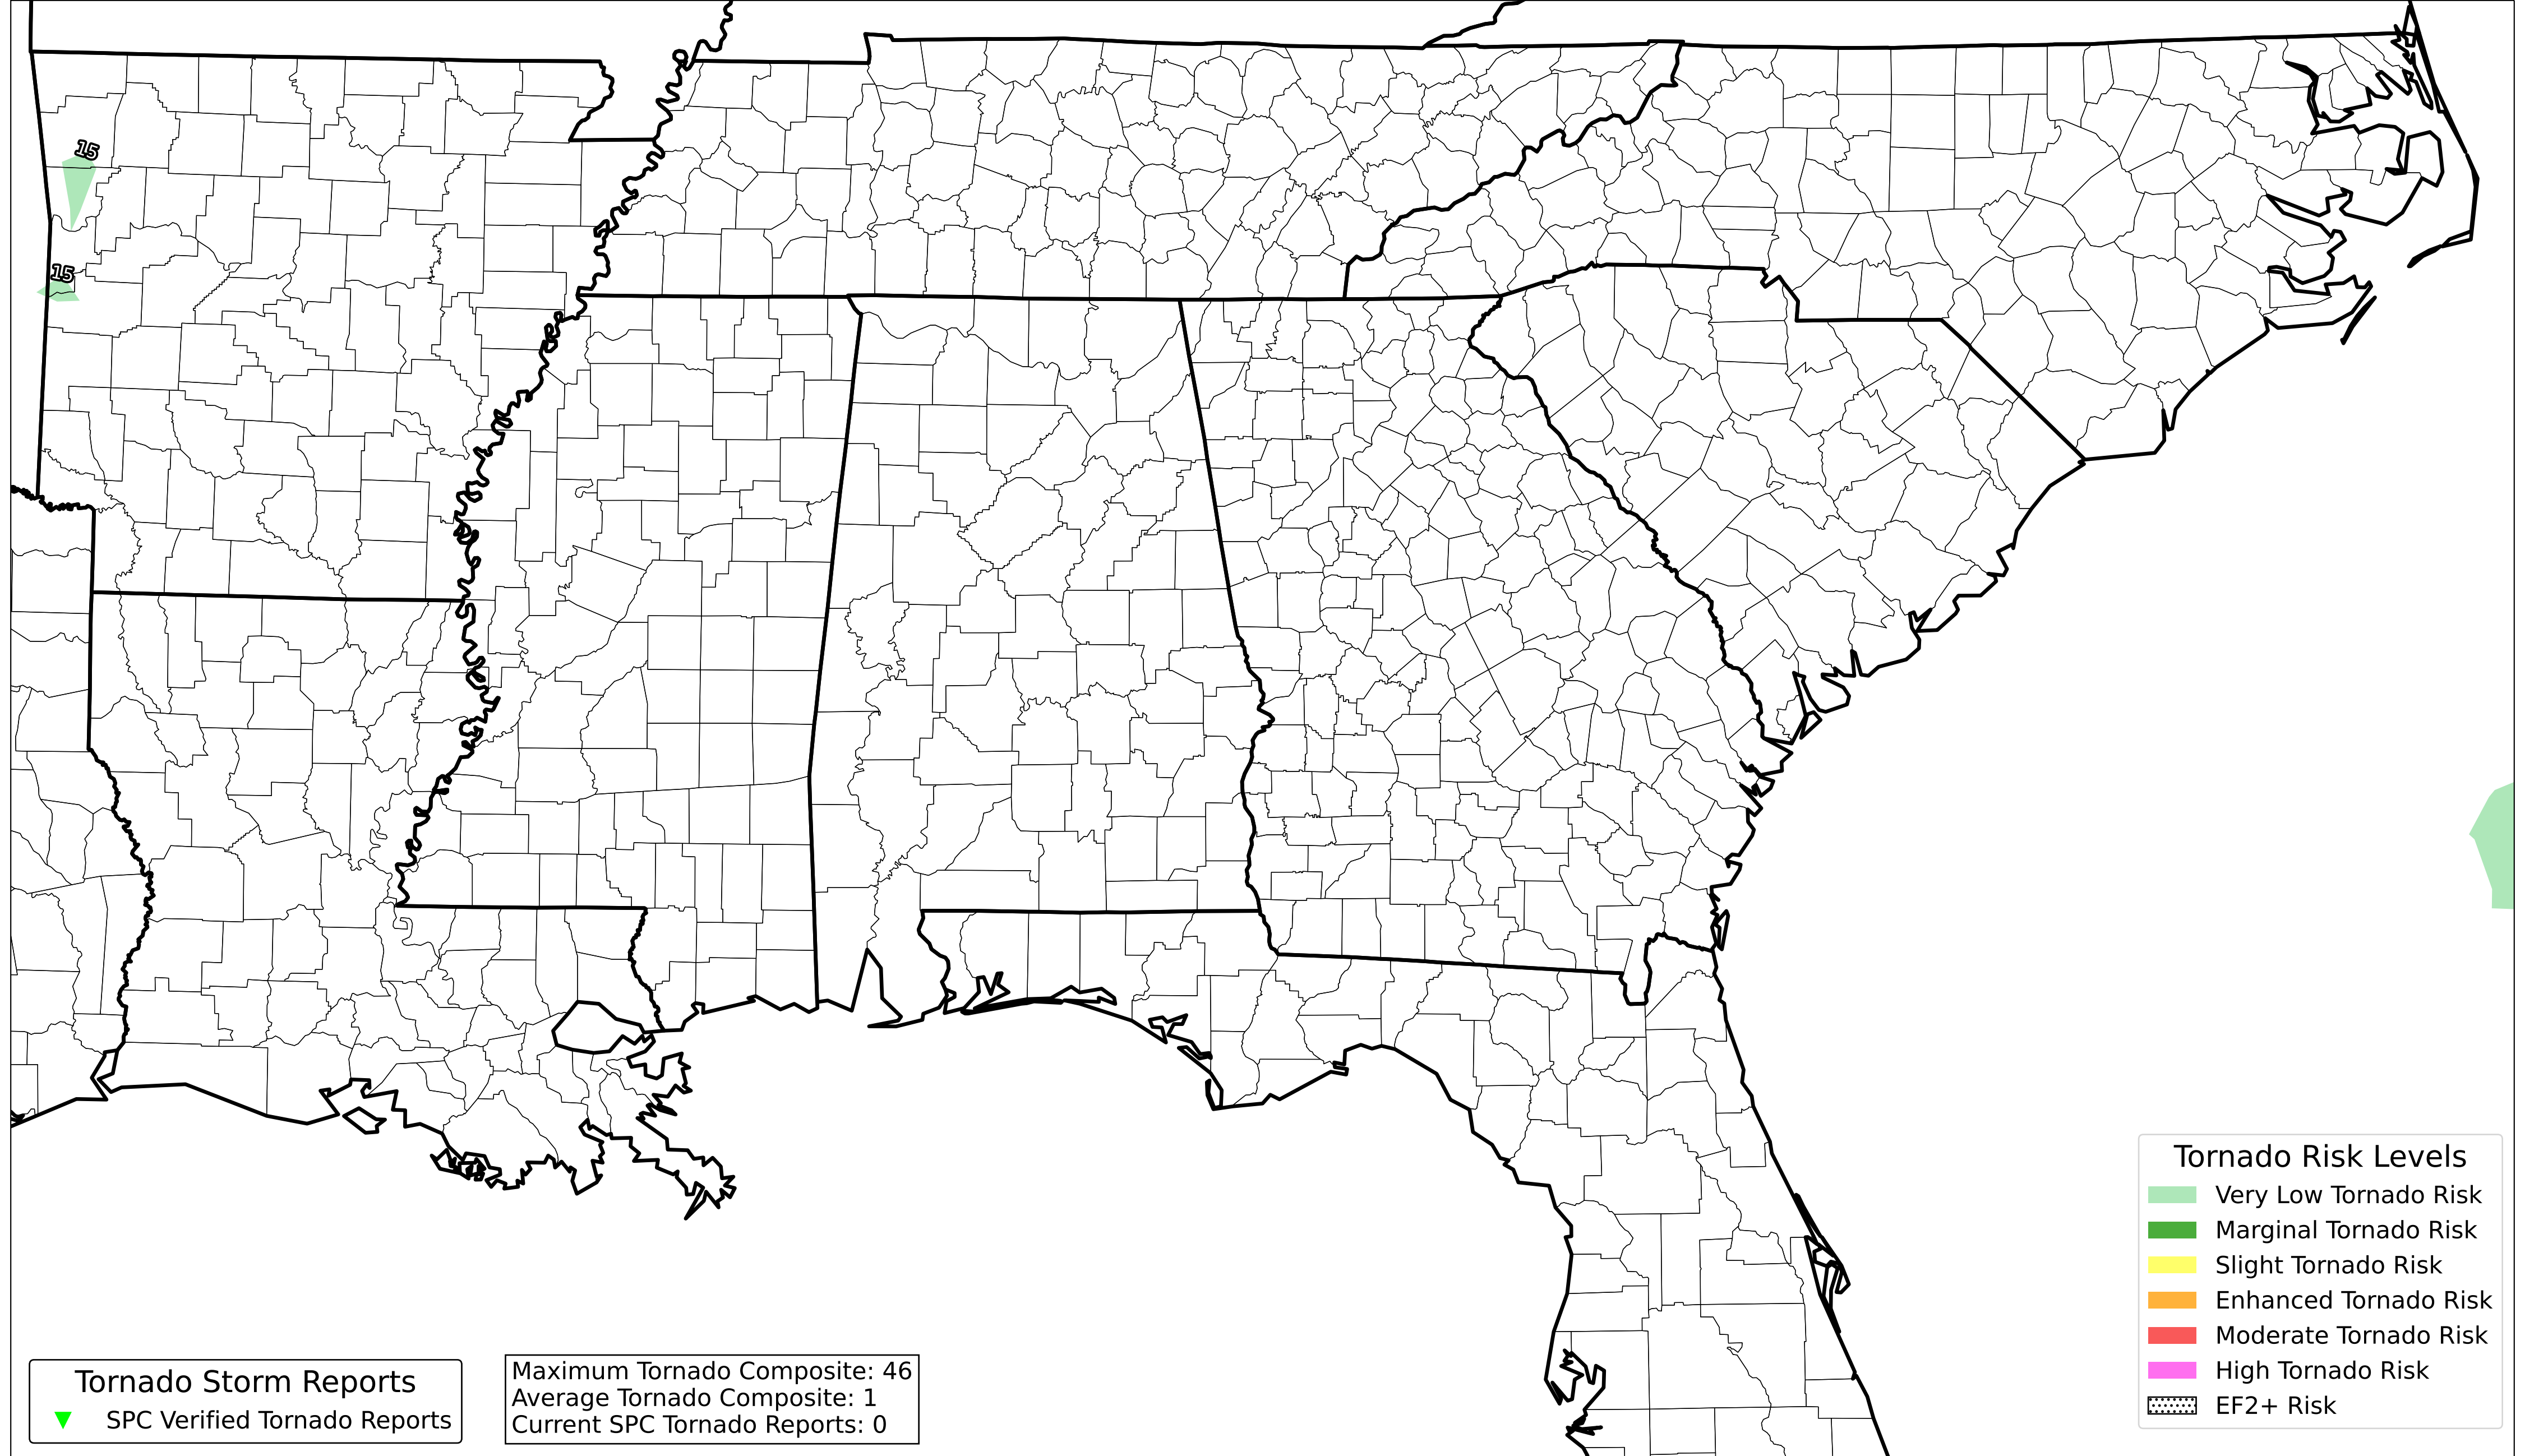 15
15
Tornado Risk Levels
Very Low Tornado Risk
Marginal Tornado Risk
Slight Tornado Risk
Enhanced Tornado Risk
Moderate Tornado Risk
High Tornado Risk
EF2+ Risk
Tornado Storm Reports
SPC Verified Tornado Reports
Maximum Tornado Composite: 46
Average Tornado Composite: 1
Current SPC Tornado Reports: 0